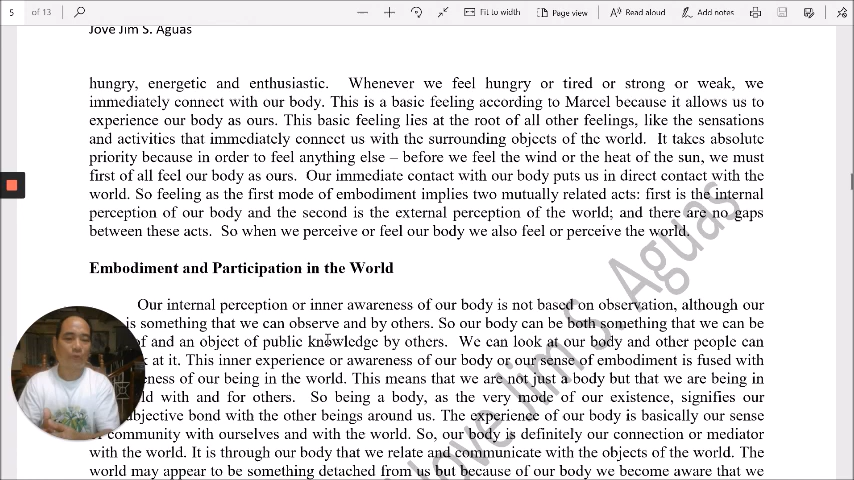 5 of 13 Fit to width Page view Read aloud Add notes
Jove Jim S. Aguas
hungry, energetic and enthusiastic. Whenever we feel hungry or tired or strong or weak, we
immediately connect with our body. This is a basic feeling according to Marcel because it allows us to
experience our body as ours. This basic feeling lies at the root of all other feelings, like the sensations
and activities that immediately connect us with the surrounding objects of the world. It takes absolute
priority because in order to feel anything else – before we feel the wind or the heat of the sun, we must
first of all feel our body as ours. Our immediate contact with our body puts us in direct contact with the
world. So feeling as the first mode of embodiment implies two mutually related acts: first is the internal
perception of our body and the second is the external perception of the world; and there are no gaps
between these acts. So when we perceive or feel our body we also feel or perceive the world.
Embodiment and Participation in the World
Our internal perception or inner awareness of our body is not based on observation, although our
is something that we can observe and by others. So our body can be both something that we can be
of and an object of public knowledge by others. We can look at our body and other people can
at it. This inner experience or awareness of our body or our sense of embodiment is fused with
of our being in the world. This means that we are not just a body but that we are being in
with and for others. So being a body, as the very mode of our existence, signifies our
bond with the other beings around us. The experience of our body is basically our sense
community with ourselves and with the world. So, our body is definitely our connection or mediator
with the world. It is through our body that we relate and communicate with the objects of the world. The
world may appear to be something detached from us but because of our body we become aware that we
Jove Jim S. Aguas